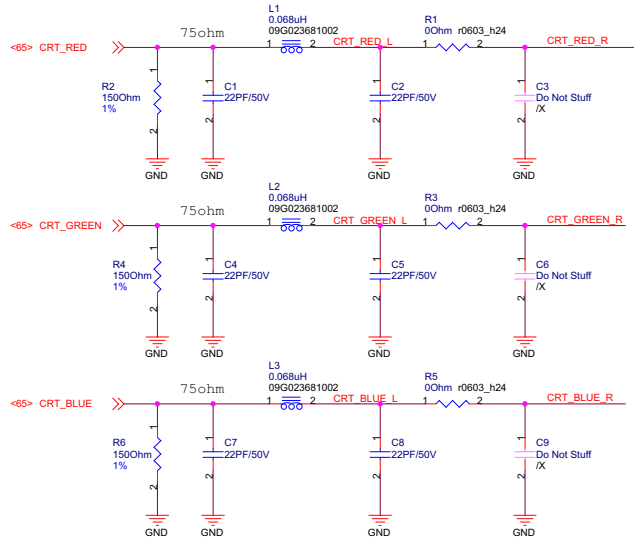 L1
0.068uH
09G023681002
75ohm
R1
0Ohm r0603_h24
<65> CRT_RED
1 2
CRT_RED_L
1 2
CRT_RED_R
R2
150Ohm
1%
1
2
C1
22PF/50V
1
2
C2
22PF/50V
1
2
C3
Do Not Stuff
/X
1
2
GND
GND
GND
GND
L2
0.068uH
09G023681002
75ohm
R3
0Ohm r0603_h24
<65> CRT_GREEN
1 2
CRT_GREEN_L
1 2
CRT_GREEN_R
R4
150Ohm
1%
1
2
C4
22PF/50V
1
2
C5
22PF/50V
1
2
C6
Do Not Stuff
/X
1
2
GND
GND
GND
GND
L3
0.068uH
09G023681002
75ohm
R5
0Ohm r0603_h24
<65> CRT_BLUE
1 2
CRT_BLUE_L
1 2
CRT_BLUE_R
R6
150Ohm
1%
1
2
C7
22PF/50V
1
2
C8
22PF/50V
1
2
C9
Do Not Stuff
/X
1
2
GND
GND
GND
GND